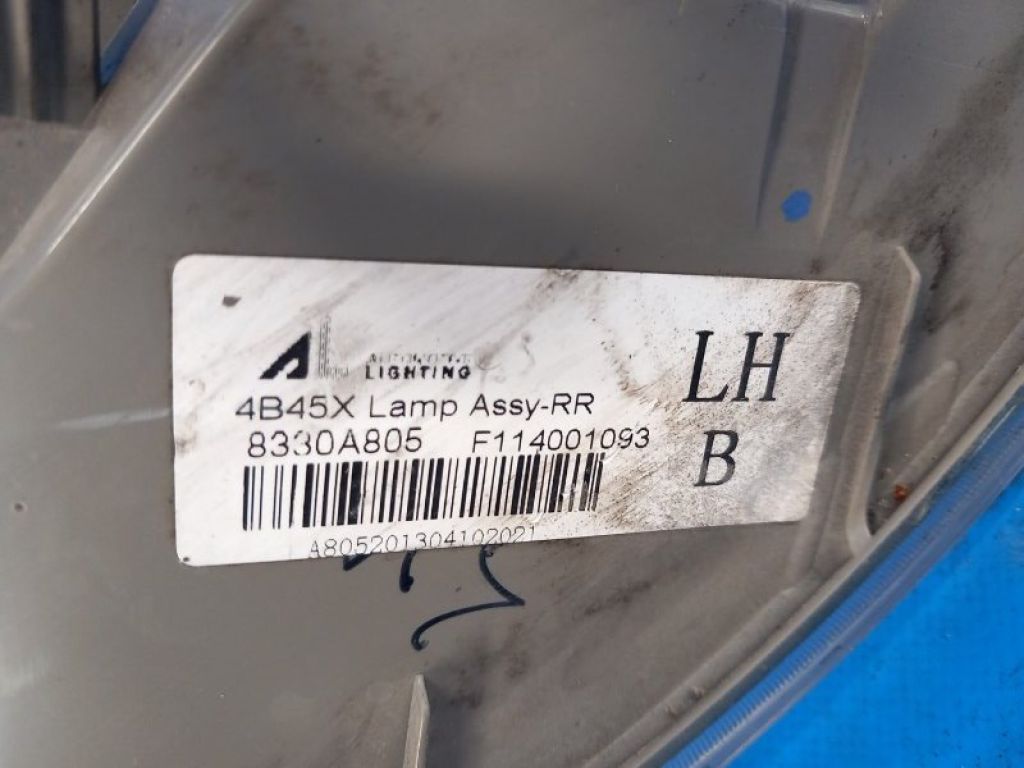 LIGHTING
4B45X Lamp Assy-RR
8330A805 F114001093
A805201304102021
LH
B